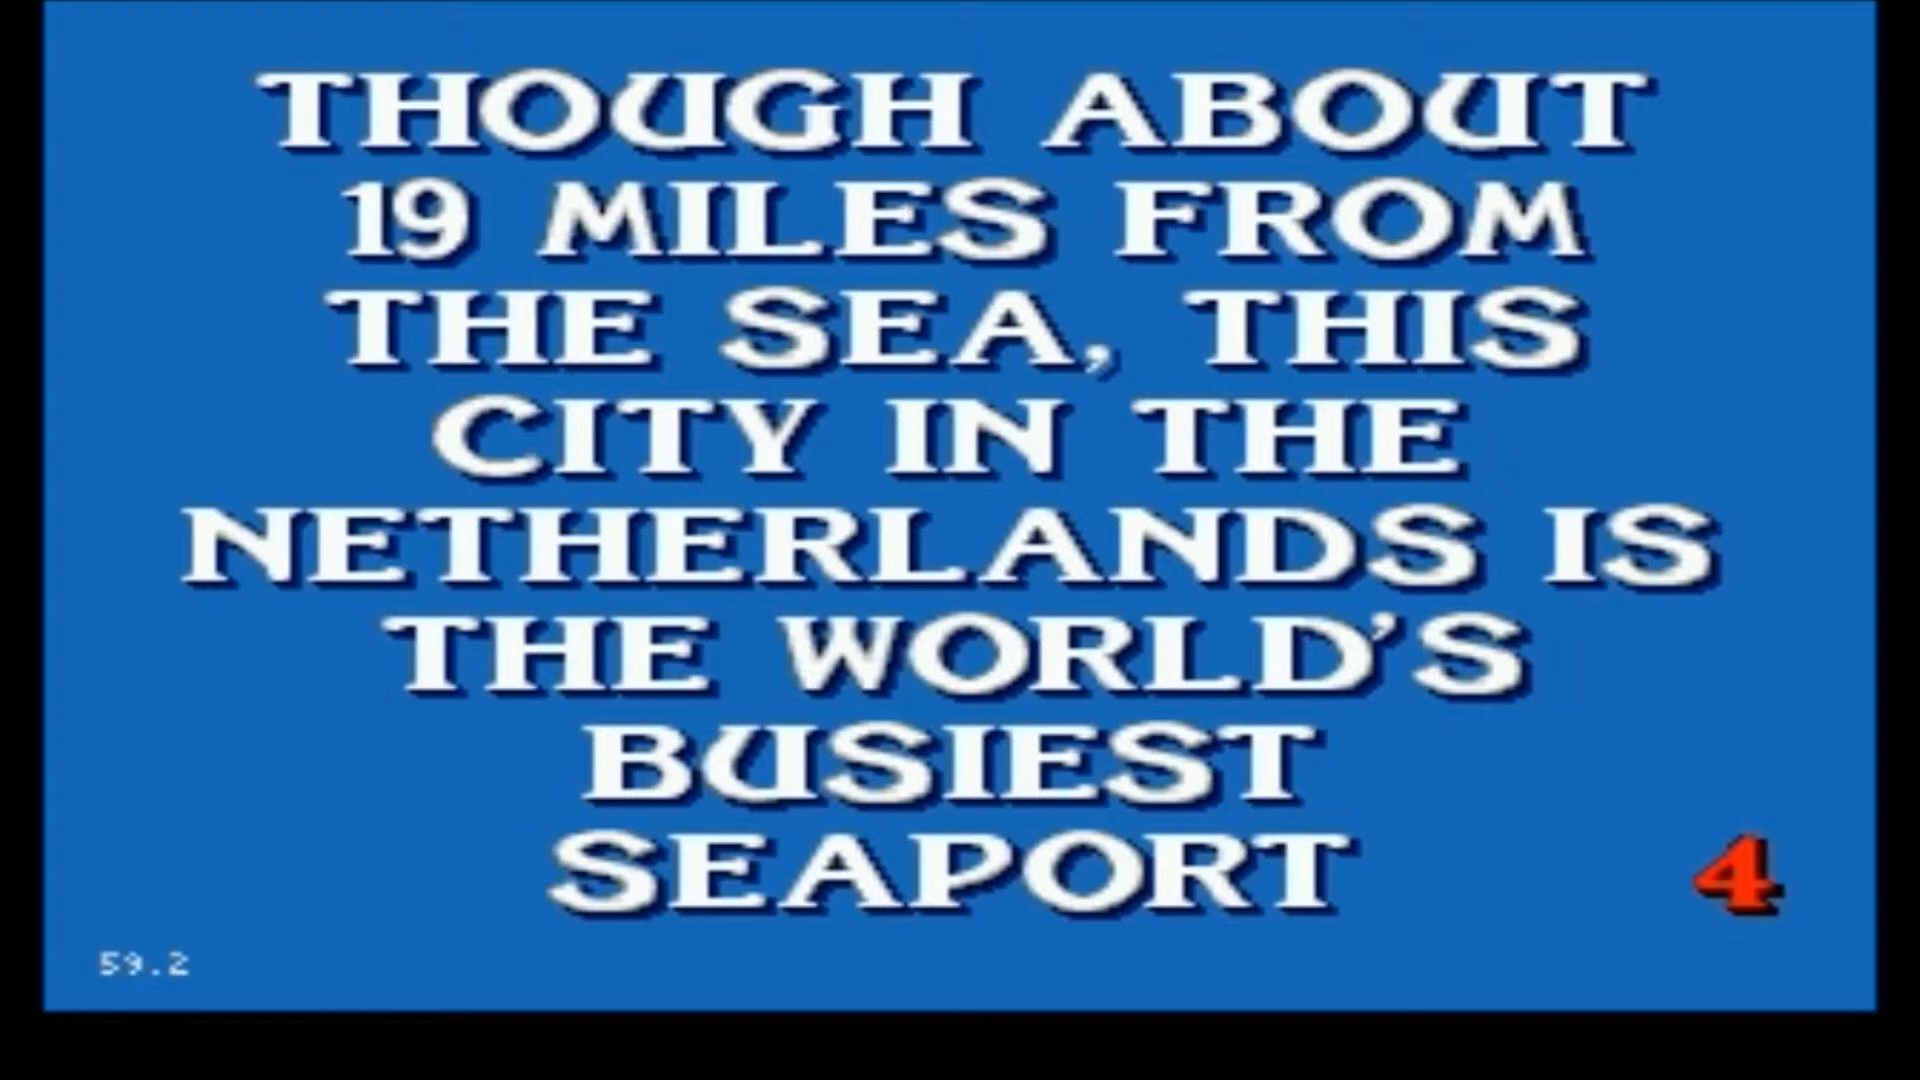 THOUGH ABOUT
19 MILES FROM
THE SEA, THIS
CITY IN THE
NETHERLANDS IS
THE WORLD'S
BUSIEST
SEAPORT
4
59.2